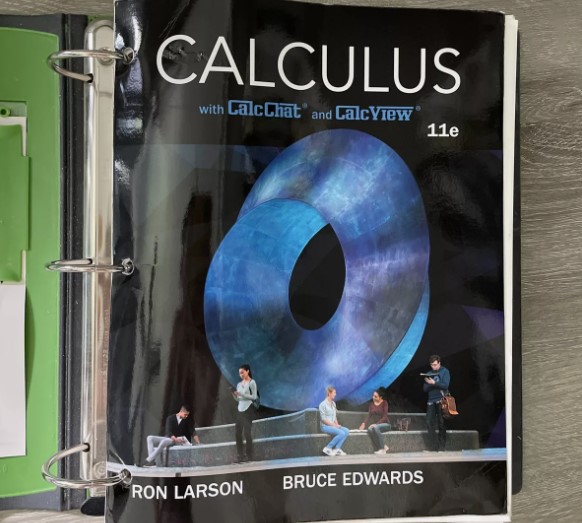 CALCULUS
with CalcChat® and CalcView®
11e
RON LARSON BRUCE EDWARDS